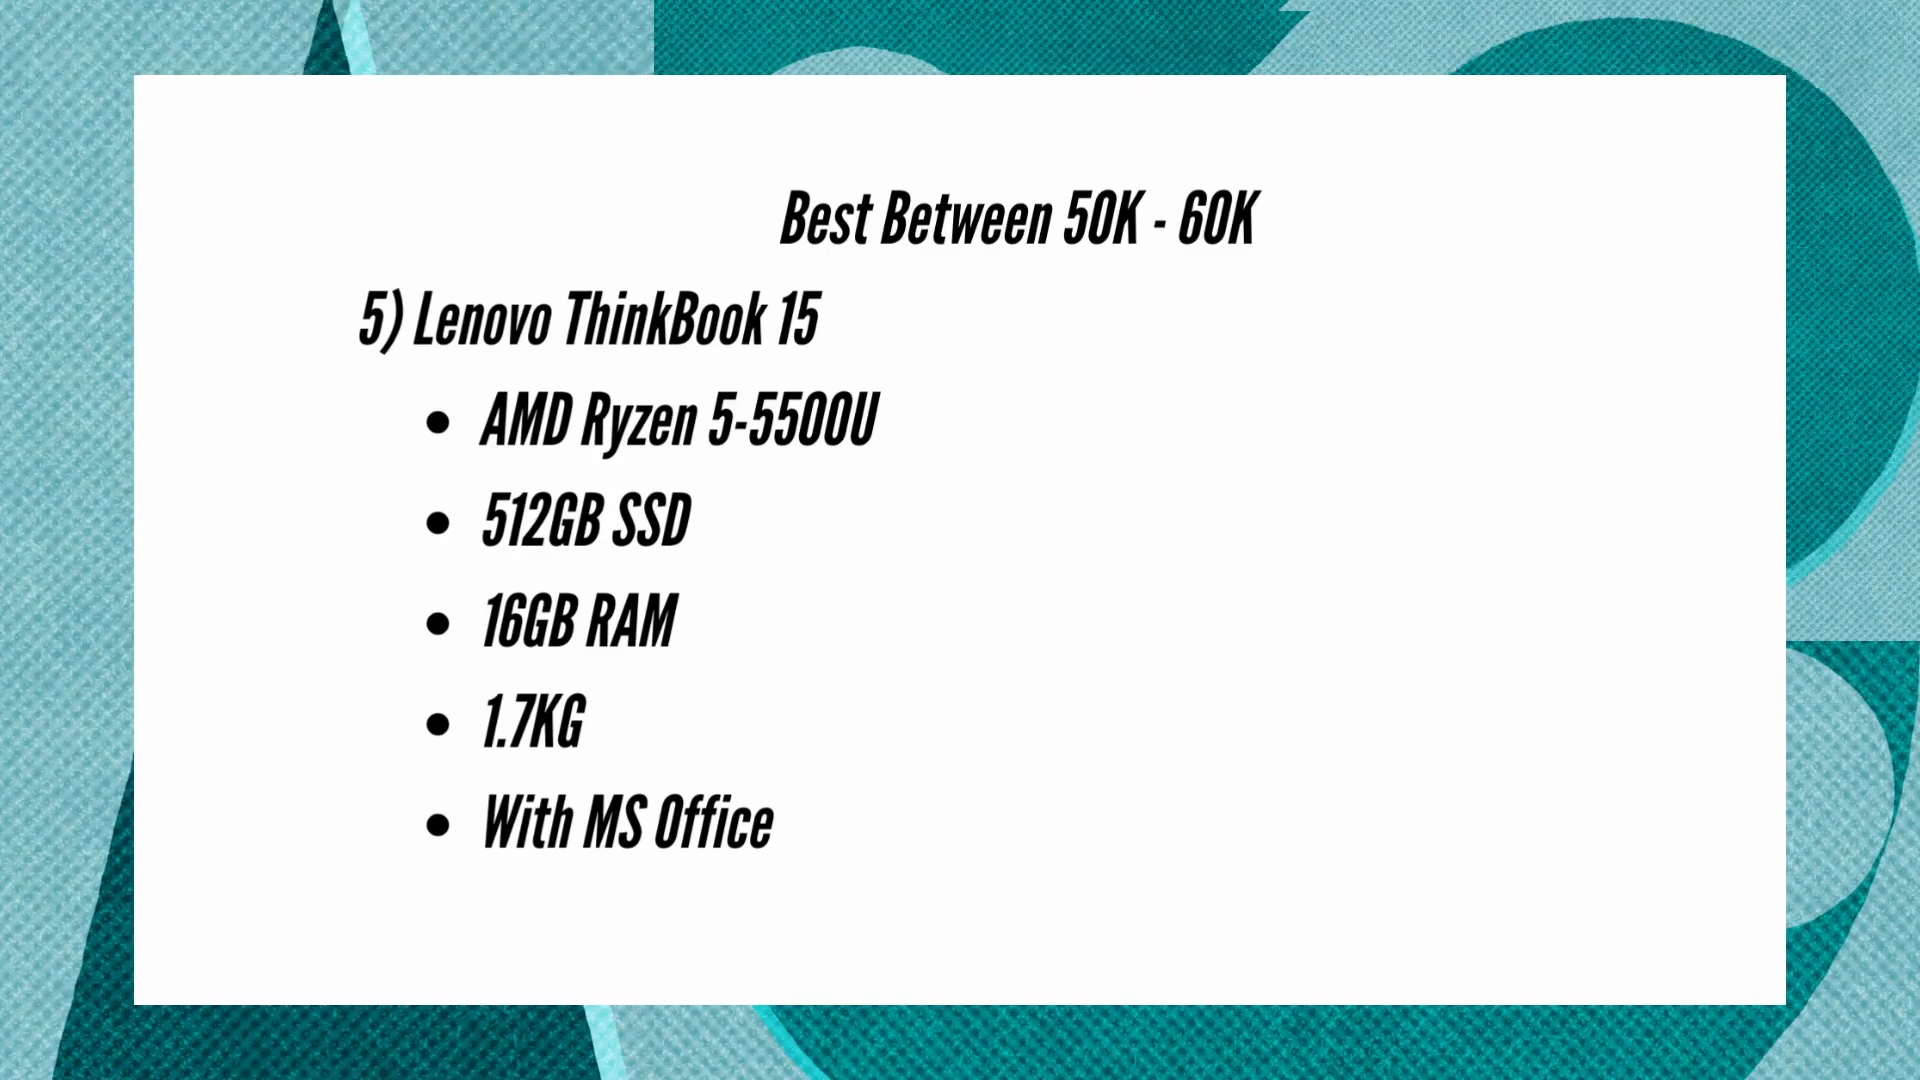 Best Between 50K - 60K
5) Lenovo ThinkBook 15
• AMD Ryzen 5-5500U
• 512GB SSD
• 16GB RAM
• 1.7KG
• With MS Office